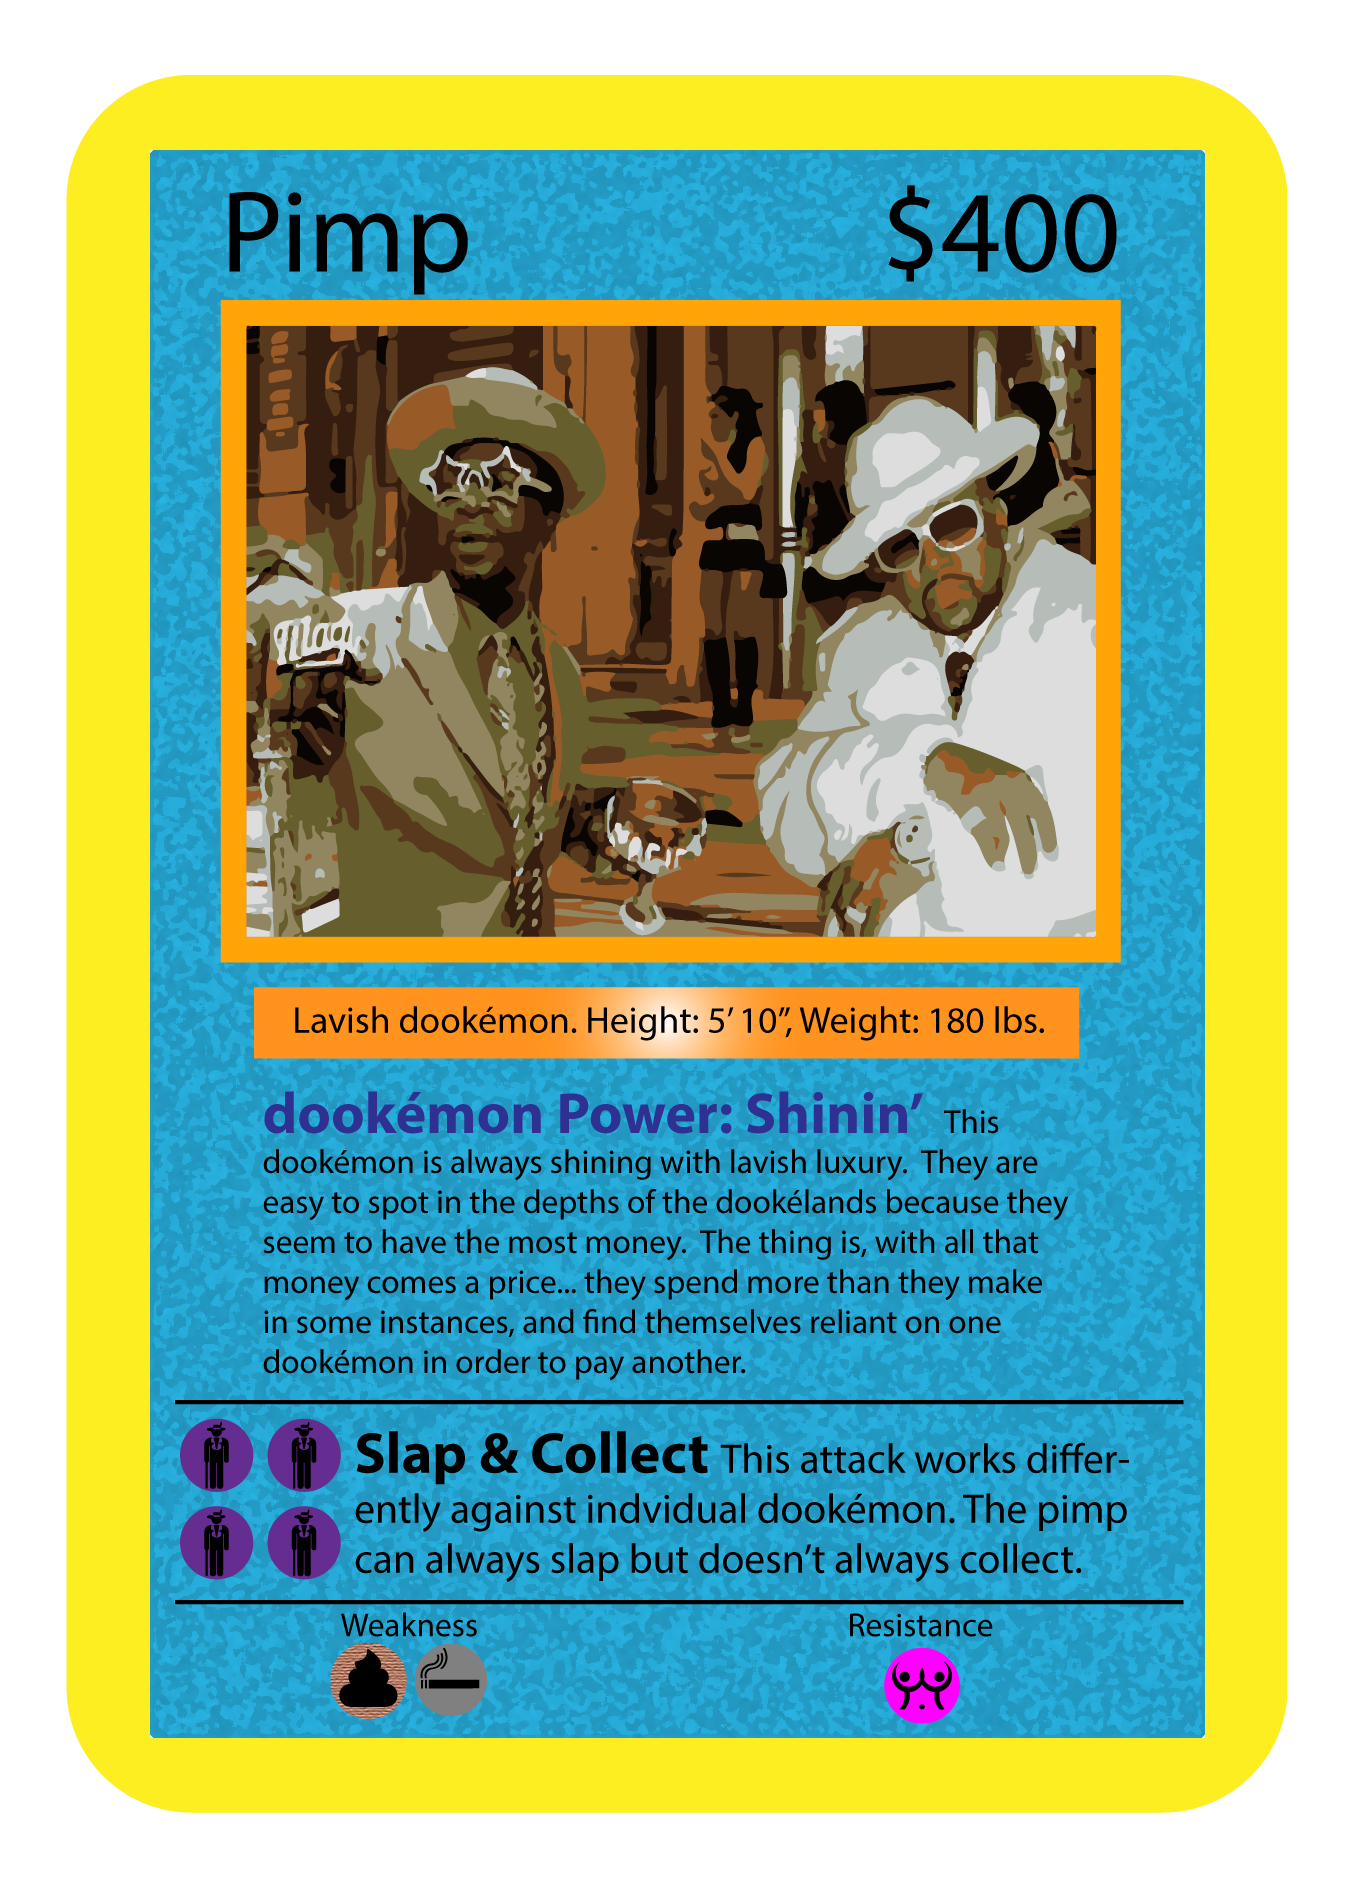 Pimp $400
Lavish dookémon. Height: 5’ 10”, Weight: 180 lbs.
dookémon Power: Shinin’ This
dookémon is always shining with lavish luxury. They are
easy to spot in the depths of the dookélands because they
seem to have the most money. The thing is, with all that
money comes a price... they spend more than they make
in some instances, and find themselves reliant on one
dookémon in order to pay another.
Slap & Collect This attack works differ-
ently against indvidual dookémon. The pimp
can always slap but doesn’t always collect.
Weakness Resistance